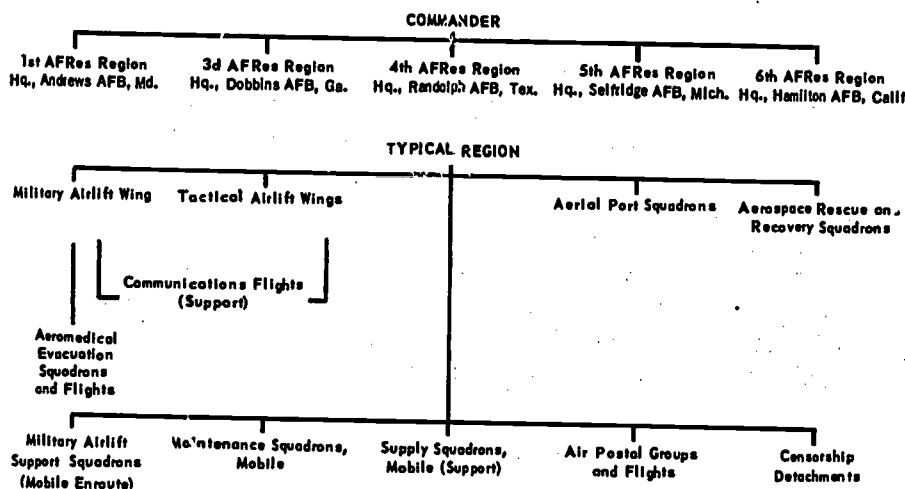 COMMANDER
1st AFRes Region
Hq., Andrews AFB, Md.
3d AFRes Region
Hq., Dobbins AFB, Ga.
4th AFRes Region
Hq., Randolph AFB, Tex.
5th AFRes Region
Hq., Selfridge AFB, Mich.
6th AFRes Region
Hq., Hamilton AFB, Calif
TYPICAL REGION
Military Airlift Wing
Tactical Airlift Wings
Aerial Port Squadrons
Aerospace Rescue and
Recovery Squadrons
Communications Flights
(Support)
Aeromedical
Evacuation
Squadrons
and Flights
Military Airlift
Support Squadrons
(Mobile Enroute)
Maintenance Squadrons,
Mobile
Supply Squadrons,
Mobile (Support)
Air Postal Groups
and Flights
Censorship
Detachments